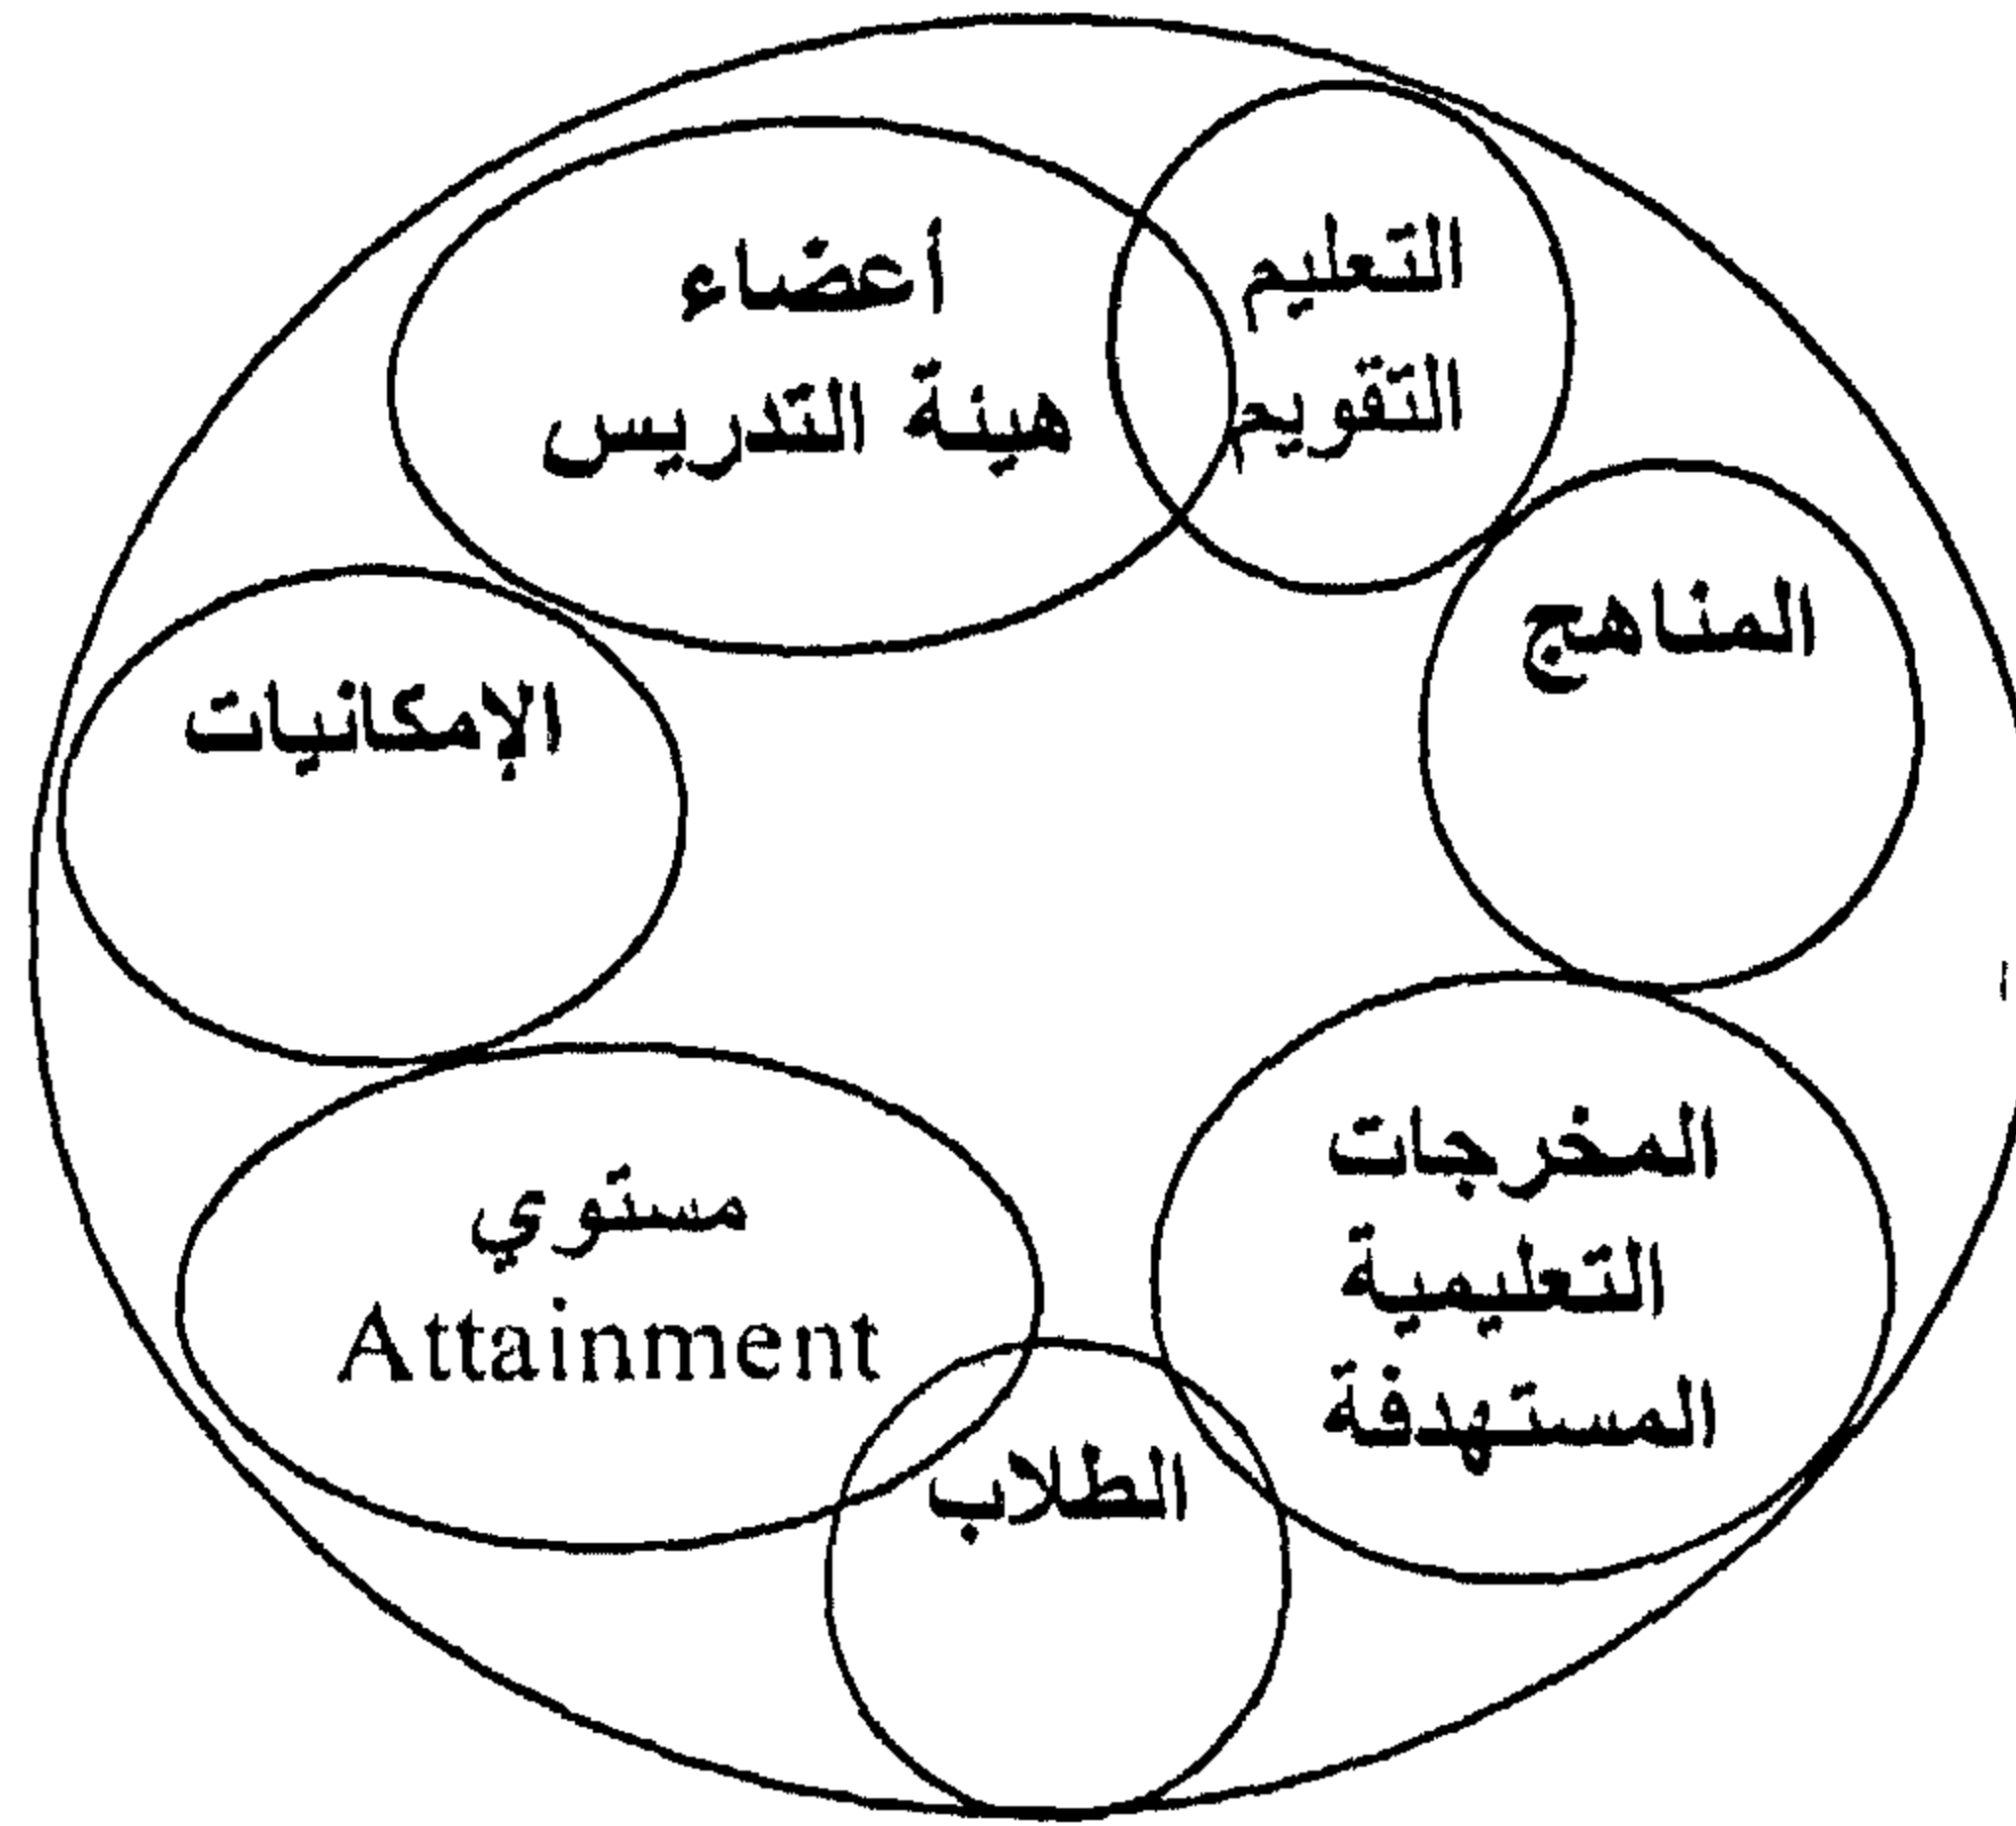 التعليم
التقويم
أعضاء
هيئة التدريس
المناهج
الإمكانيات
المخرجات
التعليمية
المستهدفة
مستوي
Attainment
الطلاب